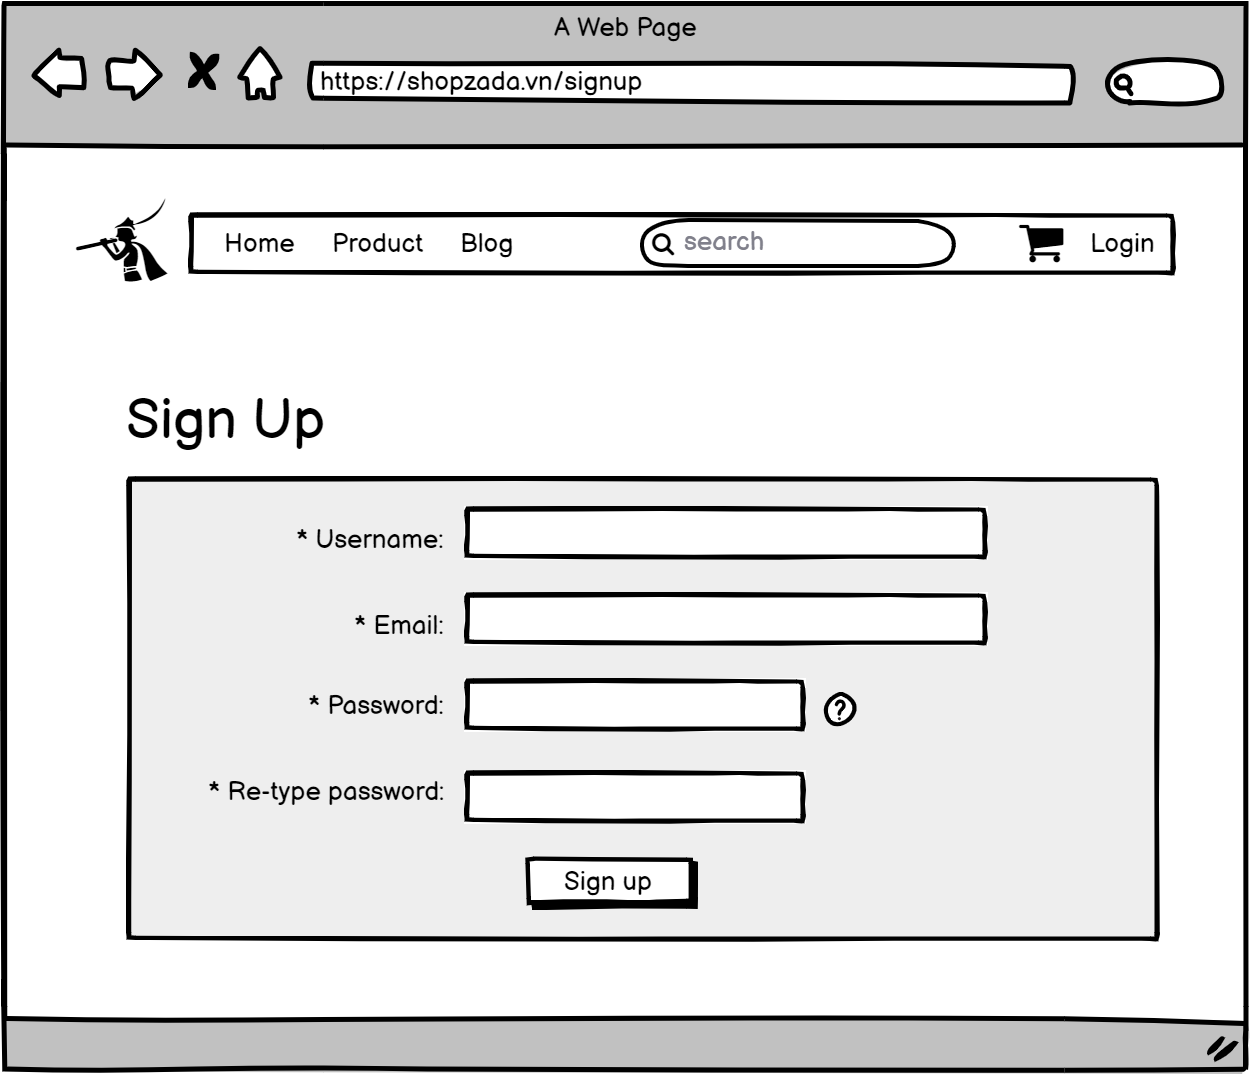 A Web Page
https://shopzada.vn/signup
Home Product Blog search Login
Sign Up
* Username:
* Email:
* Password: ?
* Re-type password:
Sign up